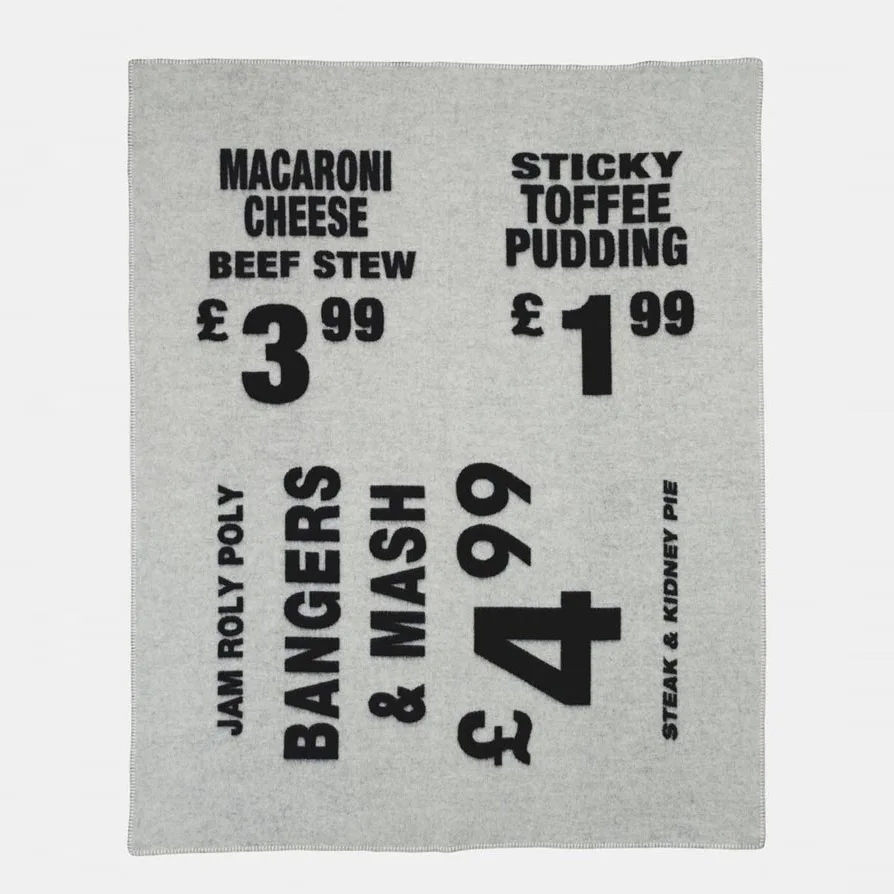 MACARONI
CHEESE
BEEF STEW
£3 99
STICKY
TOFFEE
PUDDING
£1 99
JAM ROLY POLY
BANGERS
& MASH
£4 99
STEAK & KIDNEY PIE